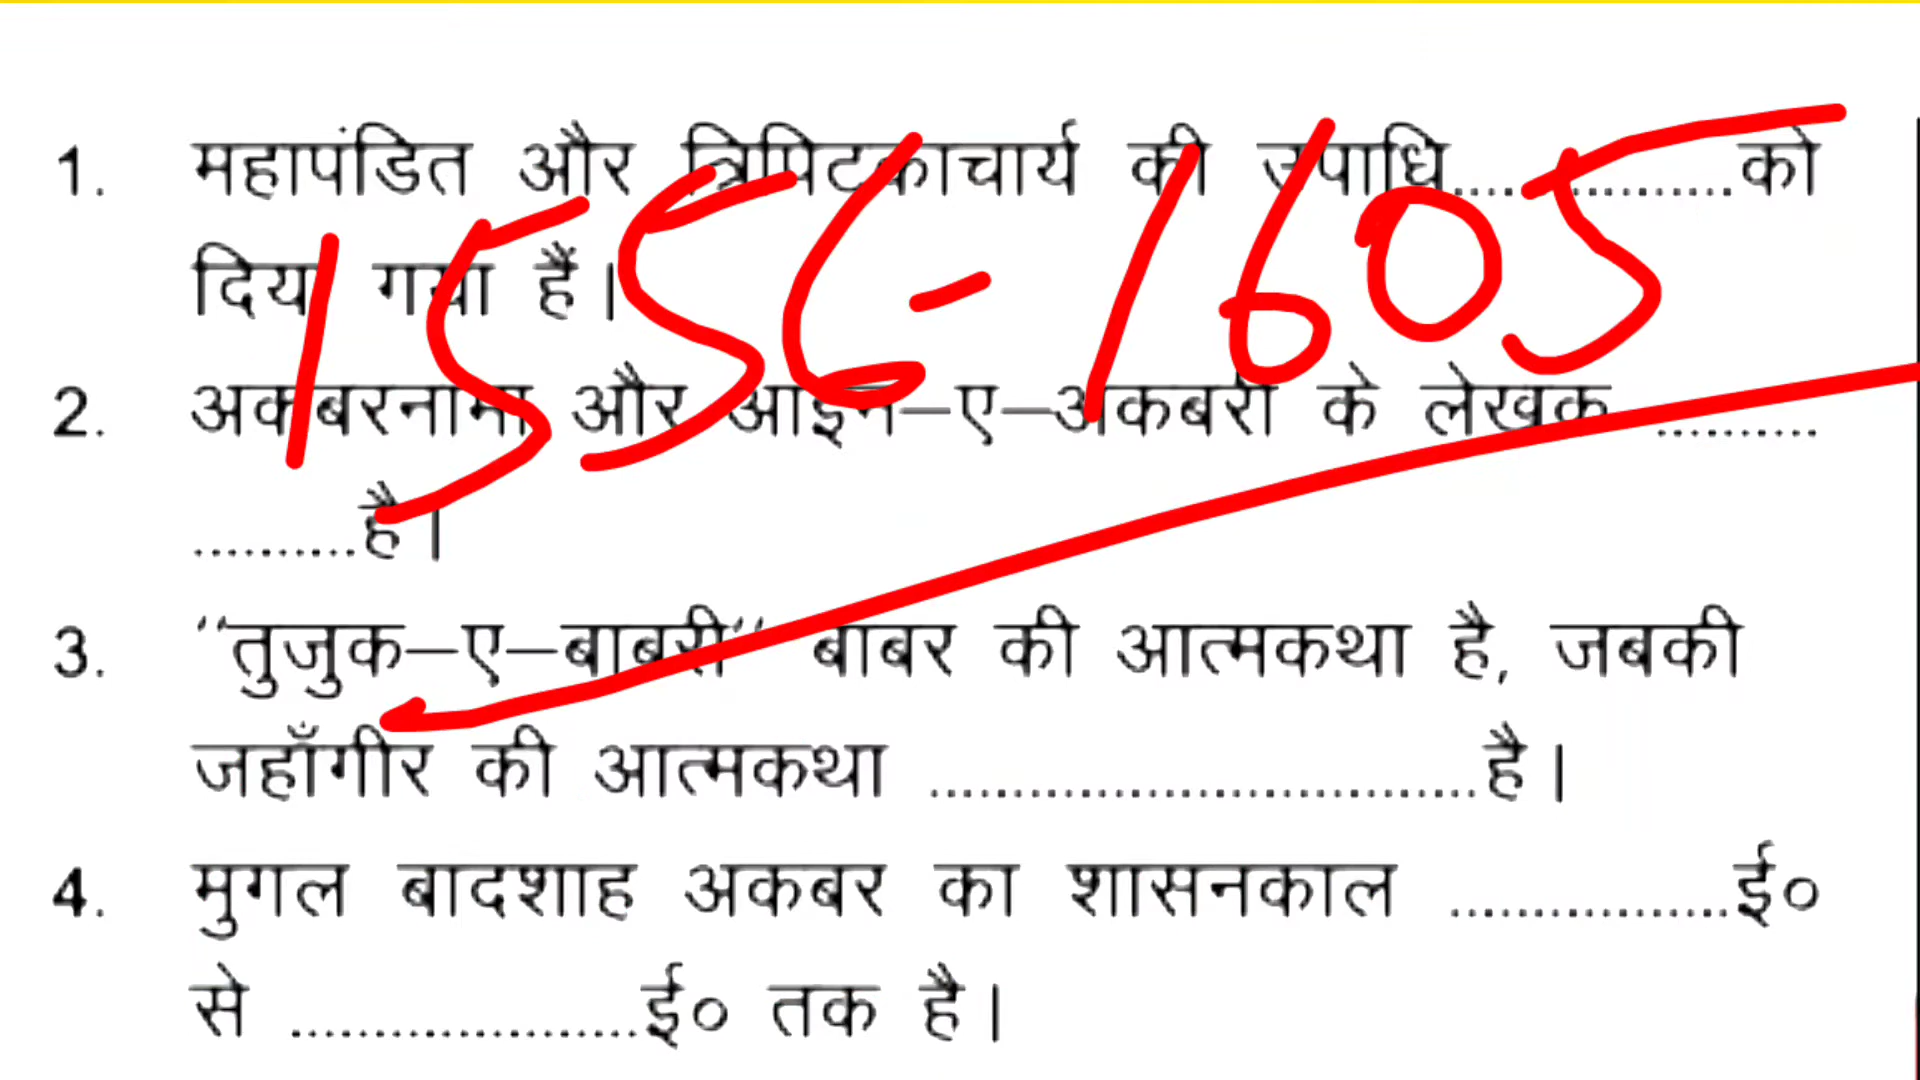 1. महापंडित और त्रिपिटकाचार्य की उपाधि.................को
दिया गया हैं।
1556-1605
2. अकबरनामा और आइन–ए–अकबरी के लेखक ..........
..........है।
3. “तुजुक–ए–बाबरी“ बाबर की आत्मकथा है, जबकी
जहाँगीर की आत्मकथा .................................है।
4. मुगल बादशाह अकबर का शासनकाल .................ई०
से .....................ई० तक है।